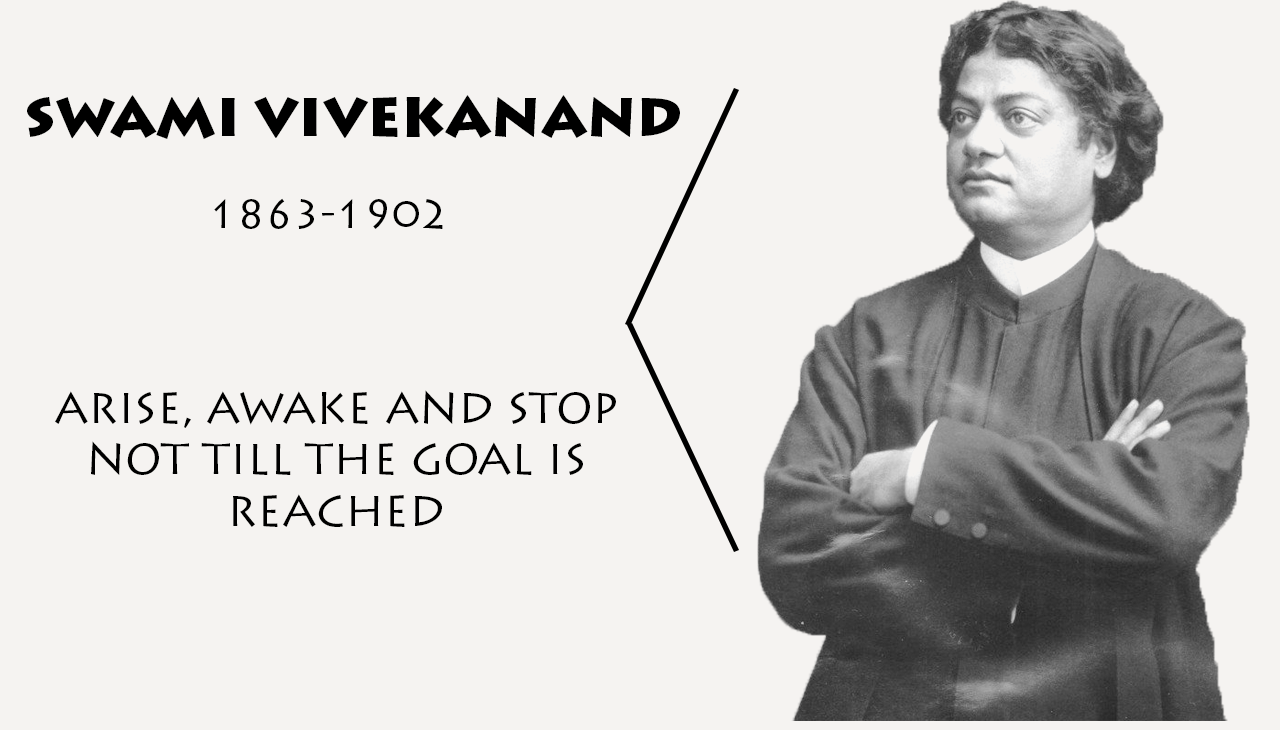 SWAMI VIVEKANAND
1863-1902
ARISE, AWAKE AND STOP
NOT TILL THE GOAL IS
REACHED